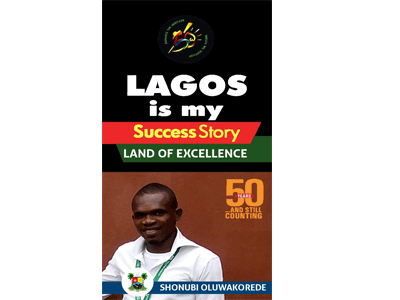 LAGOS
is my
Success Story
LAND OF EXCELLENCE
50
YEARS
...AND STILL
COUNTING
SHONUBI OLUWAKOREDE